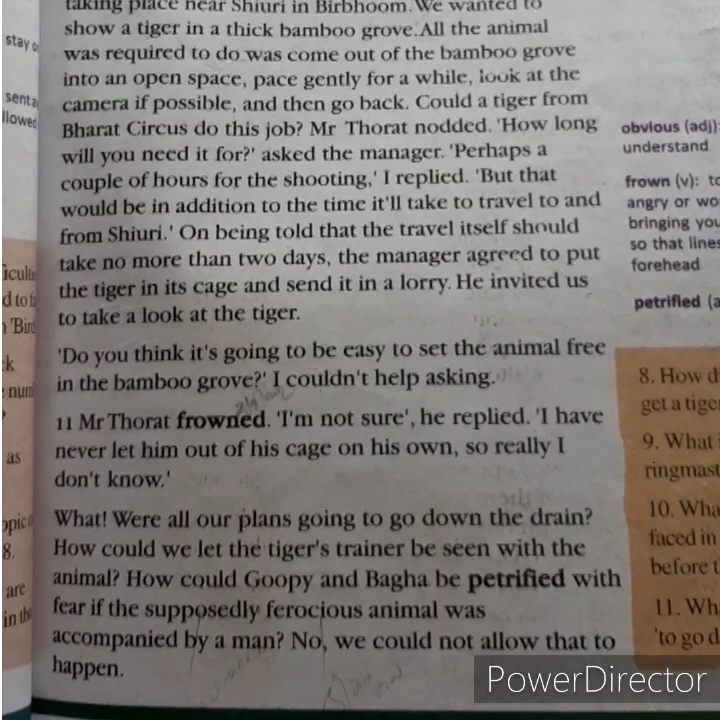 taking place near Shiuri in Birbhoom. We wanted to
show a tiger in a thick bamboo grove. All the animal
was required to do was come out of the bamboo grove
into an open space, pace gently for a while, look at the
camera if possible, and then go back. Could a tiger from
Bharat Circus do this job? Mr Thorat nodded. 'How long
will you need it for?' asked the manager. 'Perhaps a
couple of hours for the shooting,' I replied. 'But that
would be in addition to the time it'll take to travel to and
from Shiuri.' On being told that the travel itself should
take no more than two days, the manager agreed to put
the tiger in its cage and send it in a lorry. He invited us
to take a look at the tiger.
'Do you think it's going to be easy to set the animal free
in the bamboo grove?' I couldn't help asking.
11 Mr Thorat frowned. 'I'm not sure', he replied. 'I have
never let him out of his cage on his own, so really I
don't know.'
What! Were all our plans going to go down the drain?
How could we let the tiger's trainer be seen with the
animal? How could Goopy and Bagha be petrified with
fear if the supposedly ferocious animal was
accompanied by a man? No, we could not allow that to
happen.
stay
as
8.
are
in
obvious (adj):
understand
frown (v): to
angry or
bringing
so that lines
forehead
petrified
8. How
get a
9. What
10.
faced in
before
11.
'to go
PowerDirector